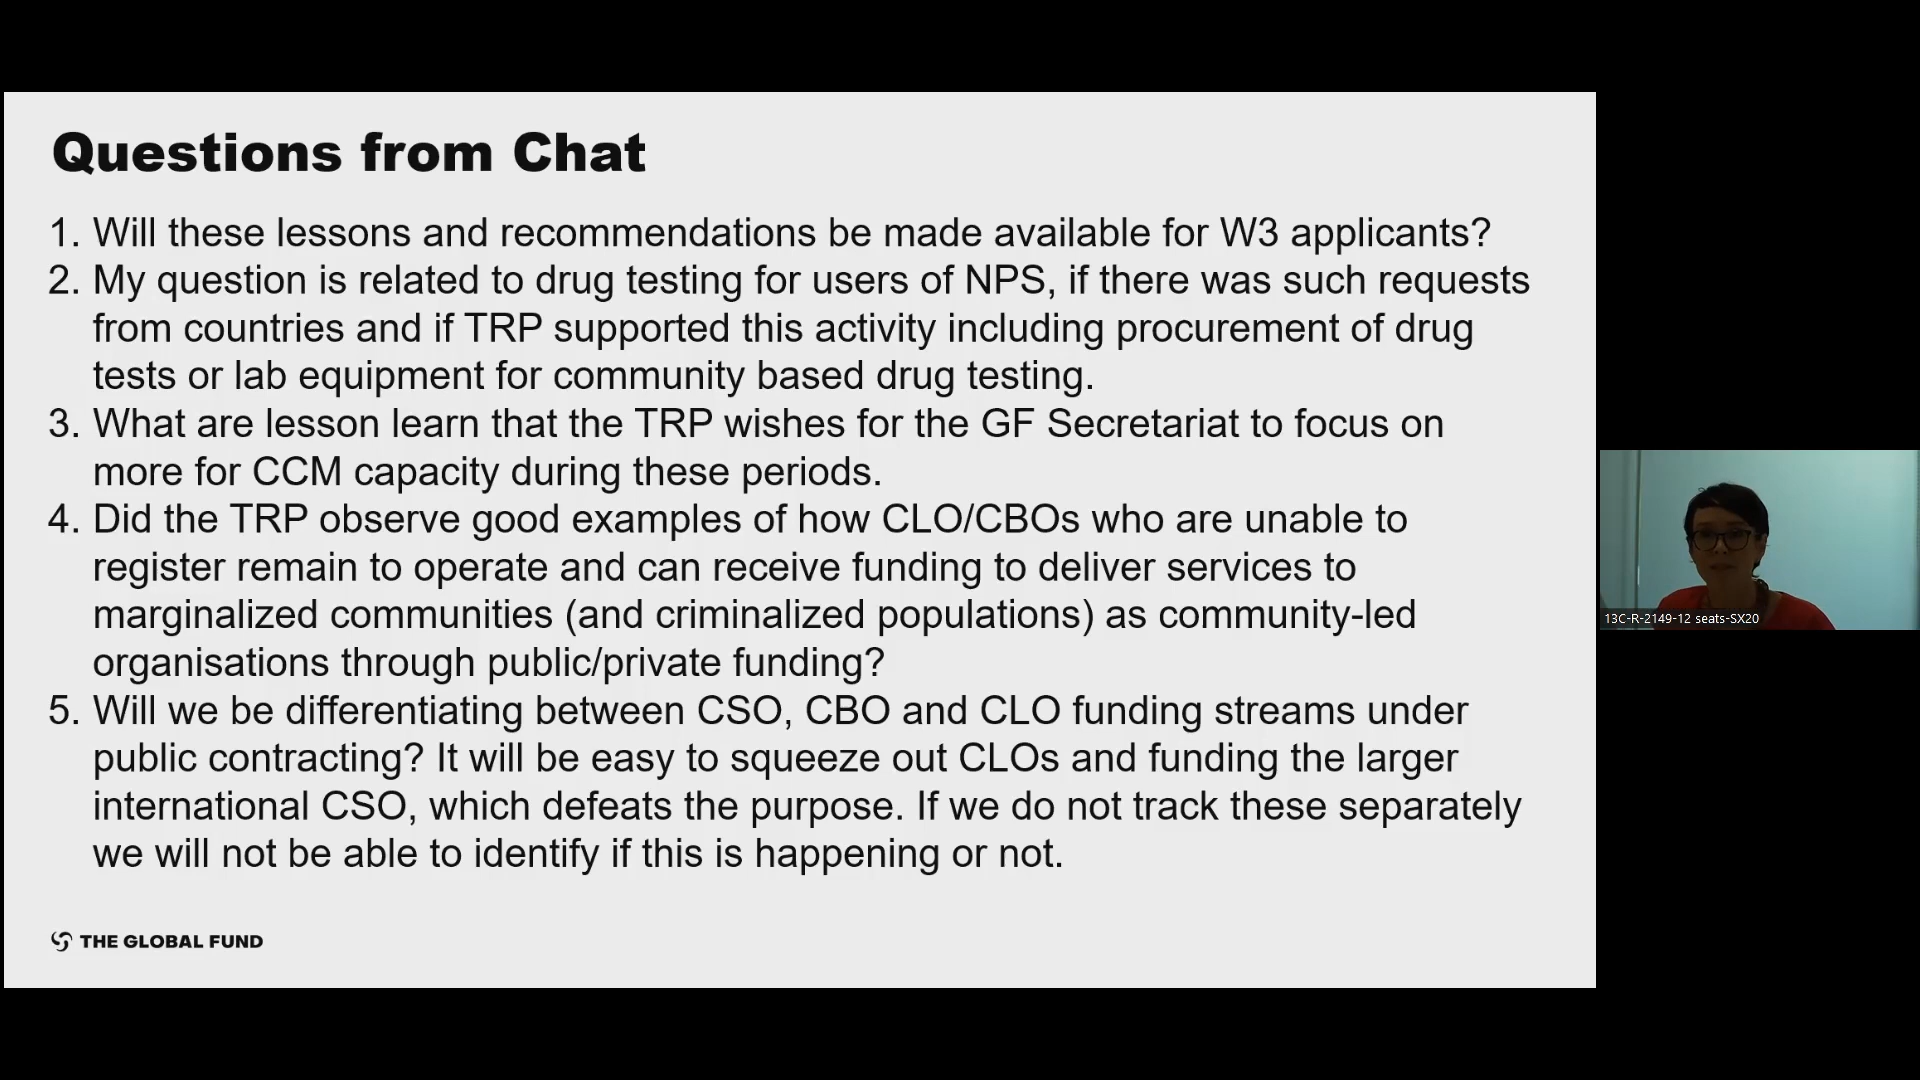 Questions from Chat
1. Will these lessons and recommendations be made available for W3 applicants?
2. My question is related to drug testing for users of NPS, if there was such requests
from countries and if TRP supported this activity including procurement of drug
tests or lab equipment for community based drug testing.
3. What are lesson learn that the TRP wishes for the GF Secretariat to focus on
more for CCM capacity during these periods.
4. Did the TRP observe good examples of how CLO/CBOs who are unable to
register remain to operate and can receive funding to deliver services to
marginalized communities (and criminalized populations) as community-led
organisations through public/private funding?
5. Will we be differentiating between CSO, CBO and CLO funding streams under
public contracting? It will be easy to squeeze out CLOs and funding the larger
international CSO, which defeats the purpose. If we do not track these separately
we will not be able to identify if this is happening or not.
THE GLOBAL FUND
13C-R-2149-12 seats-SX20